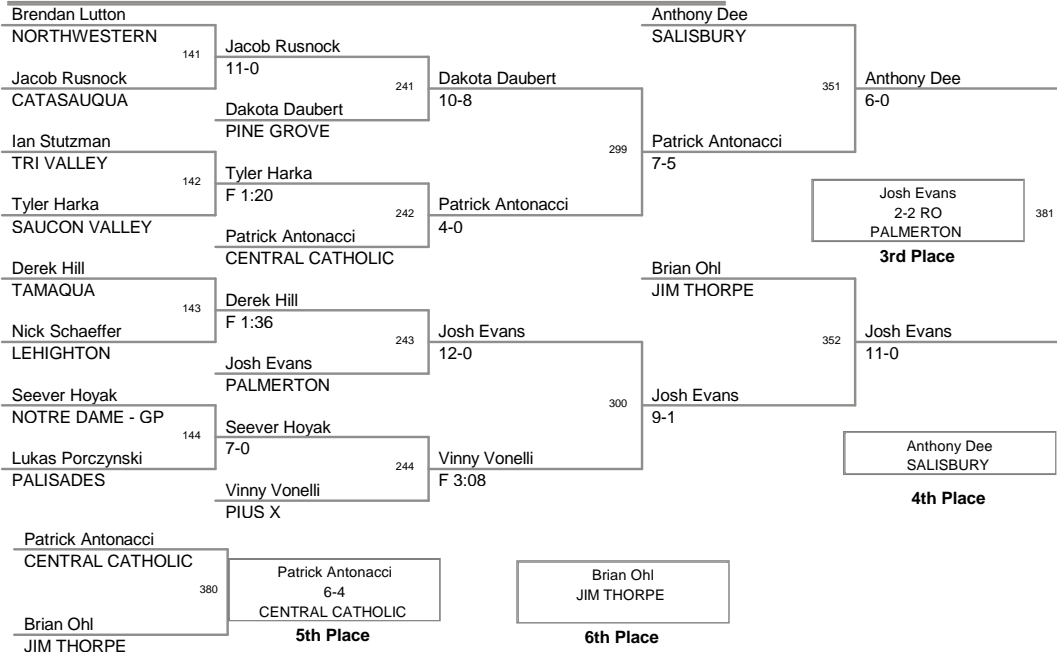 Brendan Lutton
NORTHWESTERN
141
Jacob Rusnock
CATASAUQUA
Ian Stutzman
TRI VALLEY
142
Tyler Harka
SAUCON VALLEY
Derek Hill
TAMAQUA
143
Nick Schaeffer
LEHIGHTON
Seever Hoyak
NOTRE DAME - GP
144
Lukas Porczynski
PALISADES
Jacob Rusnock
11-0
241
Dakota Daubert
PINE GROVE
Tyler Harka
F 1:20
242
Patrick Antonacci
CENTRAL CATHOLIC
Derek Hill
F 1:36
243
Josh Evans
PALMERTON
Seever Hoyak
7-0
244
Vinny Vonelli
PIUS X
Dakota Daubert
10-8
299
Patrick Antonacci
4-0
Josh Evans
12-0
300
Vinny Vonelli
F 3:08
Anthony Dee
SALISBURY
351
Patrick Antonacci
7-5
Brian Ohl
JIM THORPE
352
Josh Evans
9-1
Anthony Dee
6-0
Josh Evans
2-2 RO
PALMERTON
381
3rd Place
Josh Evans
11-0
Anthony Dee
SALISBURY
4th Place
Patrick Antonacci
CENTRAL CATHOLIC
380
Brian Ohl
JIM THORPE
Patrick Antonacci
6-4
CENTRAL CATHOLIC
5th Place
Brian Ohl
JIM THORPE
6th Place